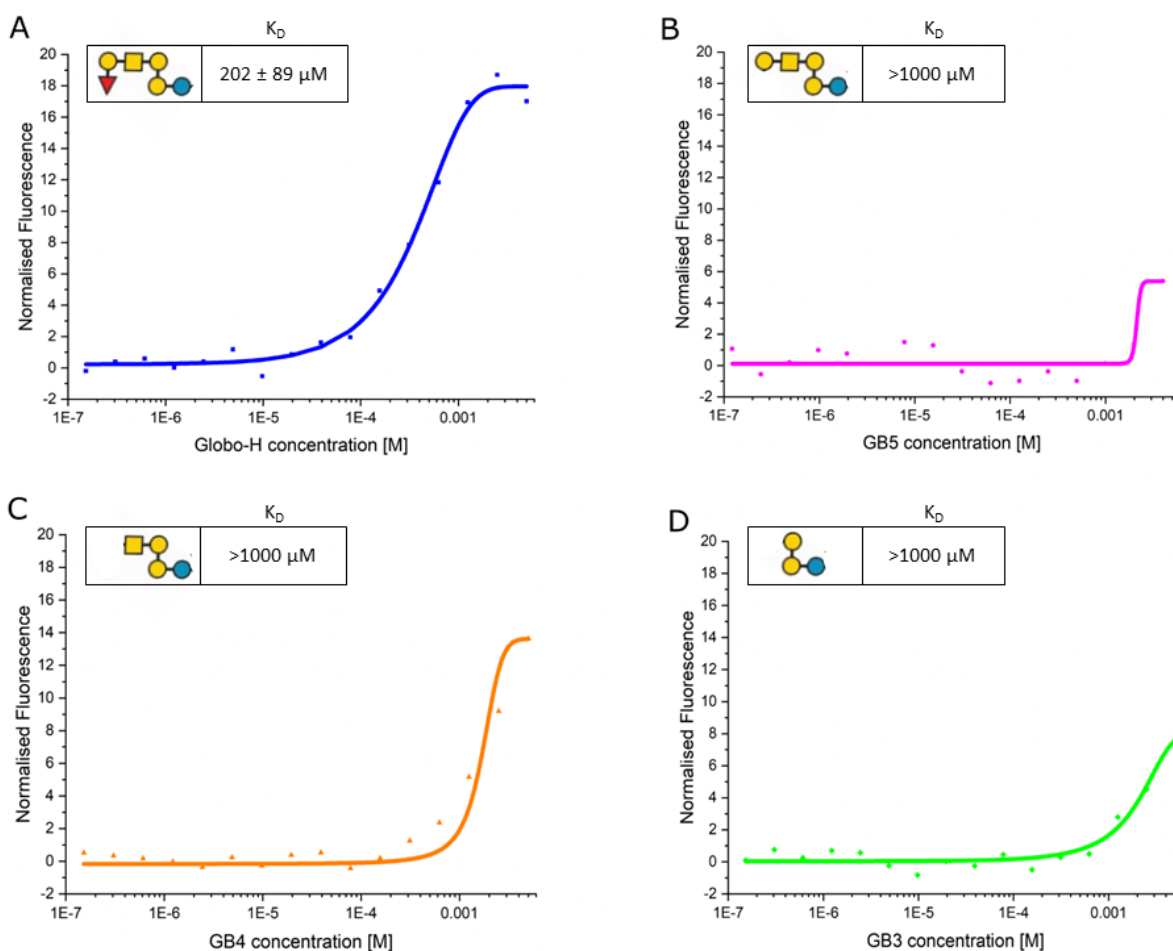 A
K_D
202 ± 89 µM
20
18
16
14
12
10
8
6
4
2
0
-2
Normalised Fluorescence
1E-7
1E-6
1E-5
1E-4
0.001
Globo-H concentration [M]
B
K_D
>1000 µM
20
18
16
14
12
10
8
6
4
2
0
-2
Normalised Fluorescence
1E-7
1E-6
1E-5
1E-4
0.001
GB5 concentration [M]
C
K_D
>1000 µM
20
18
16
14
12
10
8
6
4
2
0
-2
Normalised Fluorescence
1E-7
1E-6
1E-5
1E-4
0.001
GB4 concentration [M]
D
K_D
>1000 µM
20
18
16
14
12
10
8
6
4
2
0
-2
Normalised Fluorescence
1E-7
1E-6
1E-5
1E-4
0.001
GB3 concentration [M]